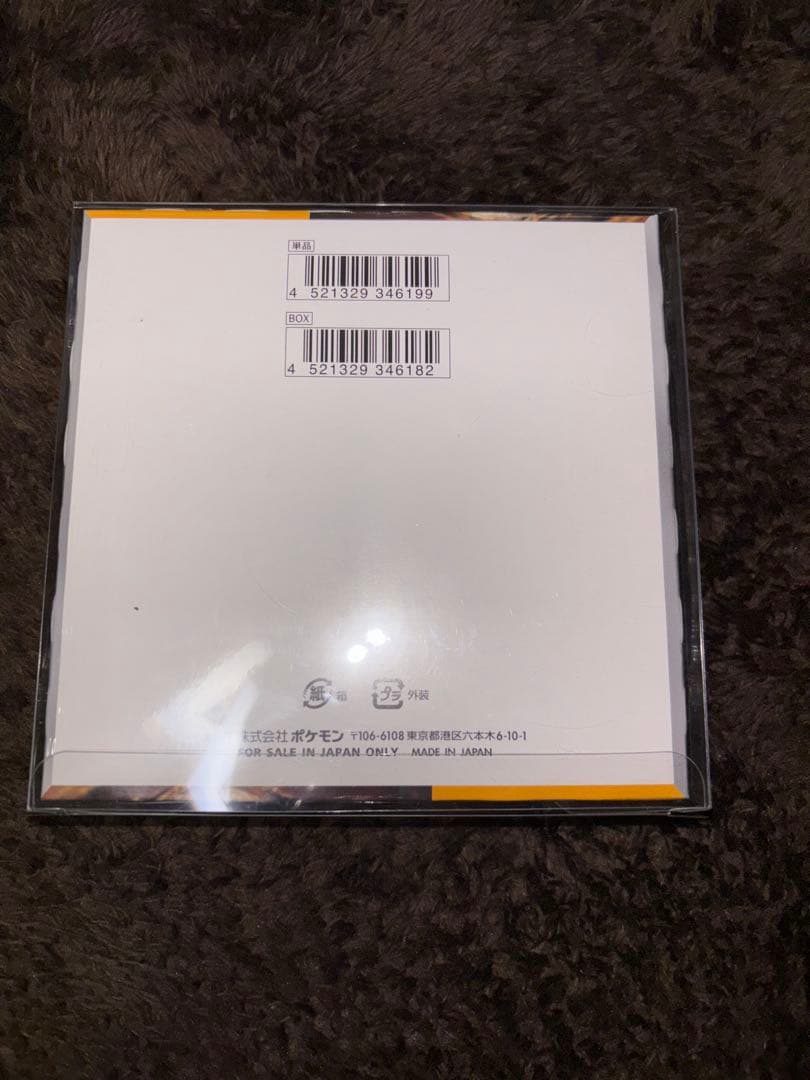 単品
4 521329 346199
BOX
4 521329 346182
紙 箱
プラ 外装
株式会社 ポケモン 〒106-6108 東京都港区六本木6-10-1
FOR SALE IN JAPAN ONLY MADE IN JAPAN